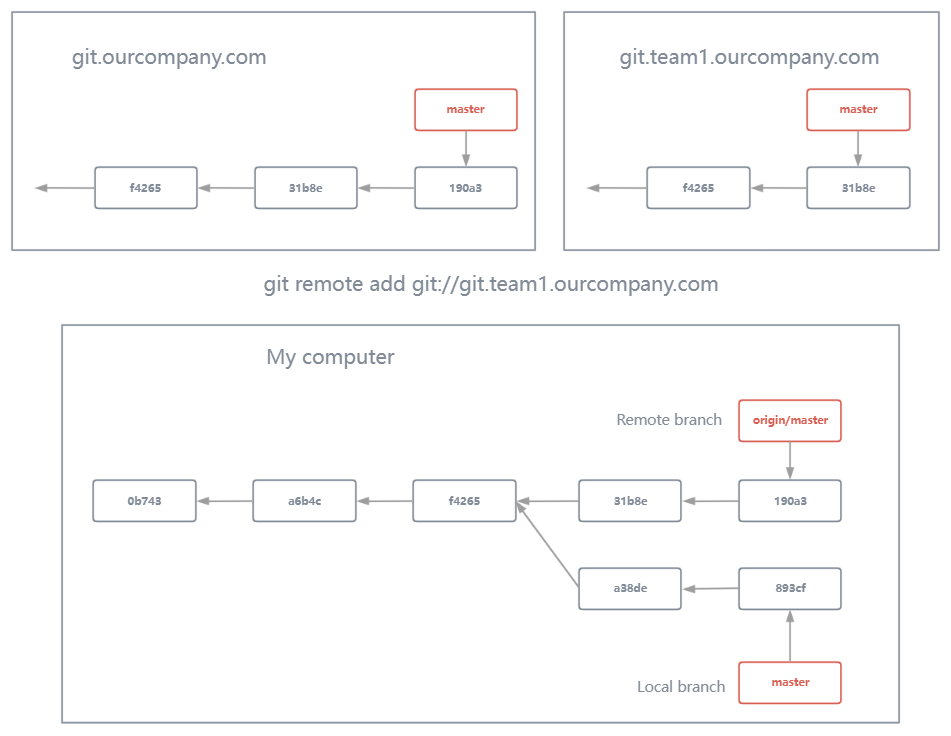 git.ourcompany.com
master
f4265
31b8e
190a3
git.team1.ourcompany.com
master
f4265
31b8e
git remote add git://git.team1.ourcompany.com
My computer
Remote branch
origin/master
0b743
a6b4c
f4265
31b8e
190a3
a38de
893cf
Local branch
master